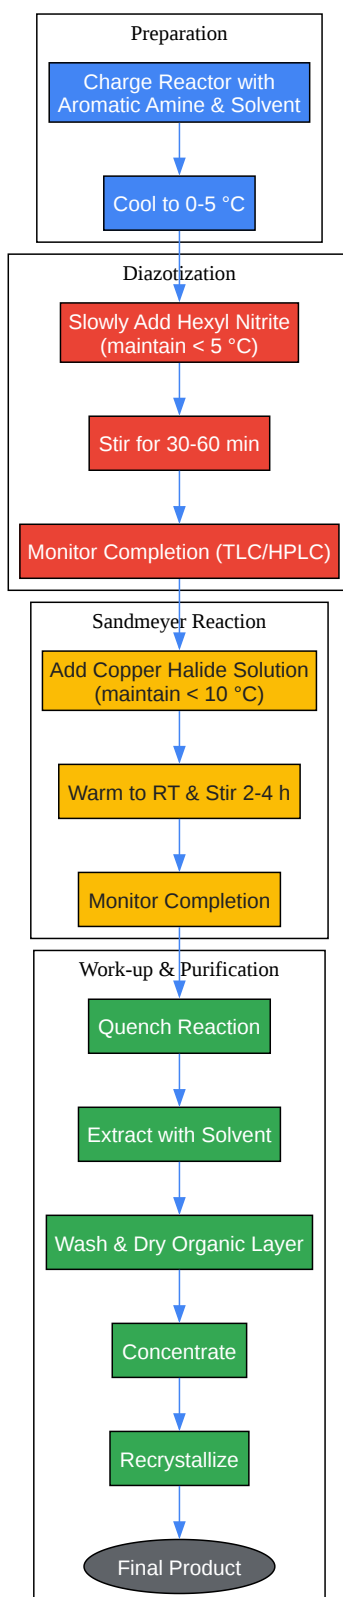 Preparation
Charge Reactor with
Aromatic Amine & Solvent
Cool to 0-5 °C
Diazotization
Slowly Add Hexyl Nitrite
(maintain < 5 °C)
Stir for 30-60 min
Monitor Completion (TLC/HPLC)
Sandmeyer Reaction
Add Copper Halide Solution
(maintain < 10 °C)
Warm to RT & Stir 2-4 h
Monitor Completion
Work-up & Purification
Quench Reaction
Extract with Solvent
Wash & Dry Organic Layer
Concentrate
Recrystallize
Final Product